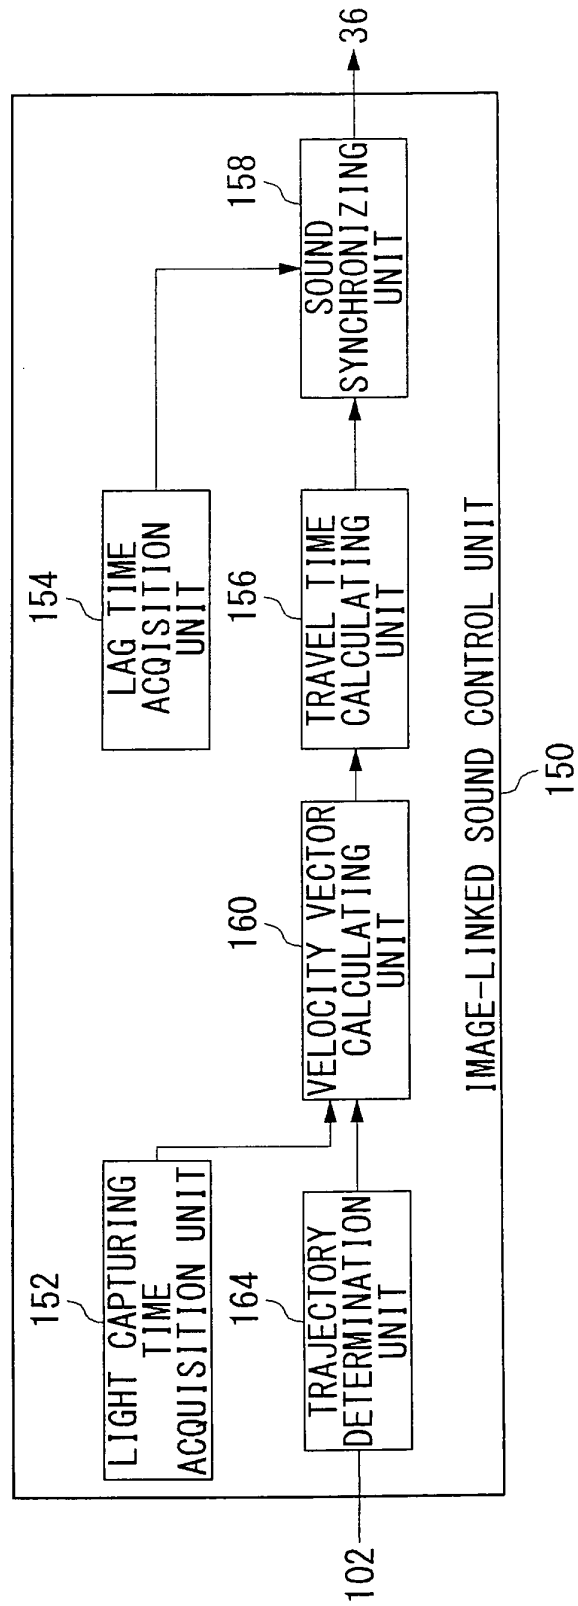 152
LIGHT CAPTURING
TIME
ACQUISITION UNIT
154
LAG TIME
ACQISITION
UNIT
102
164
TRAJECTORY
DETERMINATION
UNIT
160
VELOCITY VECTOR
CALCULATING
UNIT
156
TRAVEL TIME
CALCULATING
UNIT
158
SOUND
SYNCHRONIZING
UNIT
36
IMAGE-LINKED SOUND CONTROL UNIT
150